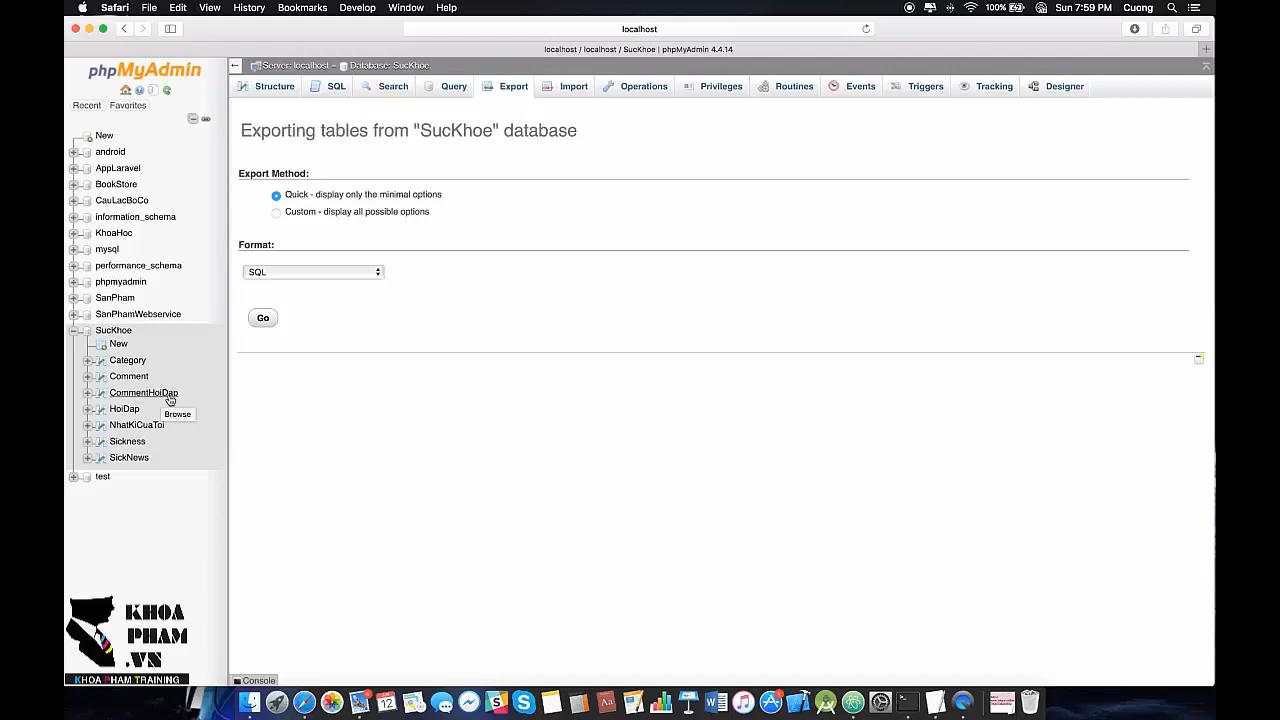 Safari File Edit View History Bookmarks Develop Window Help 100% Sun 7:59 PM Cuong
localhost
localhost / localhost / SucKhoe | phpMyAdmin 4.4.14
phpMyAdmin
Recent Favorites
New
android
AppLaravel
BookStore
CauLacBoCo
information_schema
KhoaHoc
mysql
performance_schema
phpmyadmin
SanPham
SanPhamWebservice
SucKhoe
New
Category
Comment
CommentHoiDap
HoiDap
Browse
NhatKiCuaToi
Sickness
SickNews
test
Server: localhost » Database: SucKhoe
Structure SQL Search Query Export Import Operations Privileges Routines Events Triggers Tracking Designer
Exporting tables from "SucKhoe" database
Export Method:
Quick - display only the minimal options
Custom - display all possible options
Format:
SQL
Go
Console
KHOA
PHAM
.VN
KHOA PHAM TRAINING